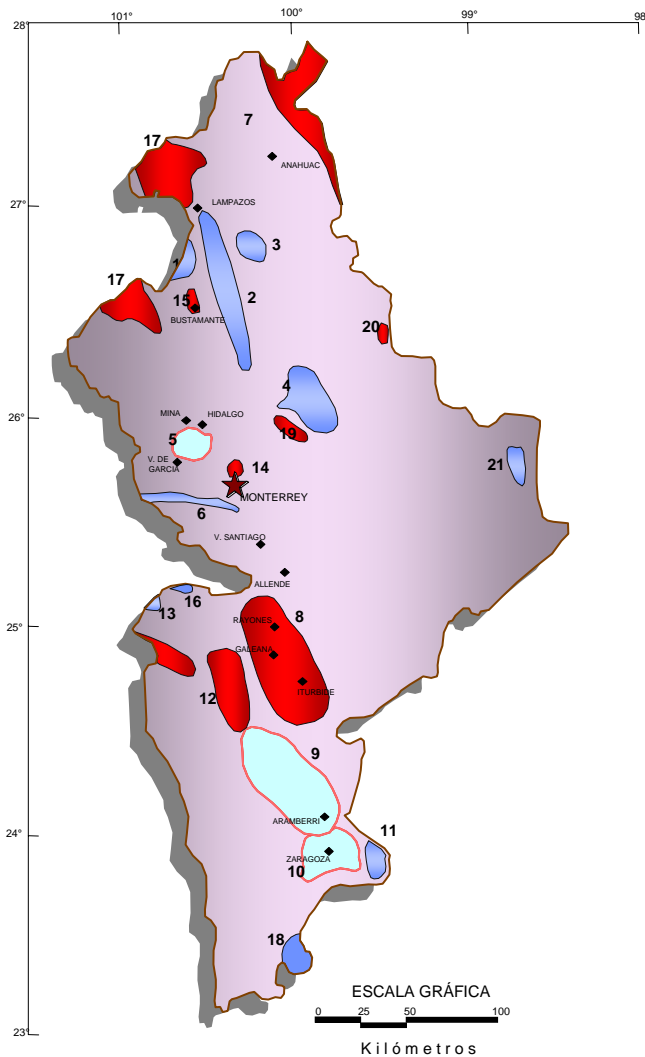 101°
100°
99°
98
28°
7
17
ANAHUAC
27°
LAMPAZOS
3
1
17
15
2
BUSTAMANTE
20
4
26°
MINA
HIDALGO
5
19
V. DE
GARCIA
14
21
MONTERREY
6
V. SANTIAGO
ALLENDE
16
13
25°
RAYONES
8
GALEANA
12
ITURBIDE
9
ARAMBERRI
24°
11
ZARAGOZA
10
18
ESCALA GRÁFICA
0 25 50 100
Kilómetros
23°